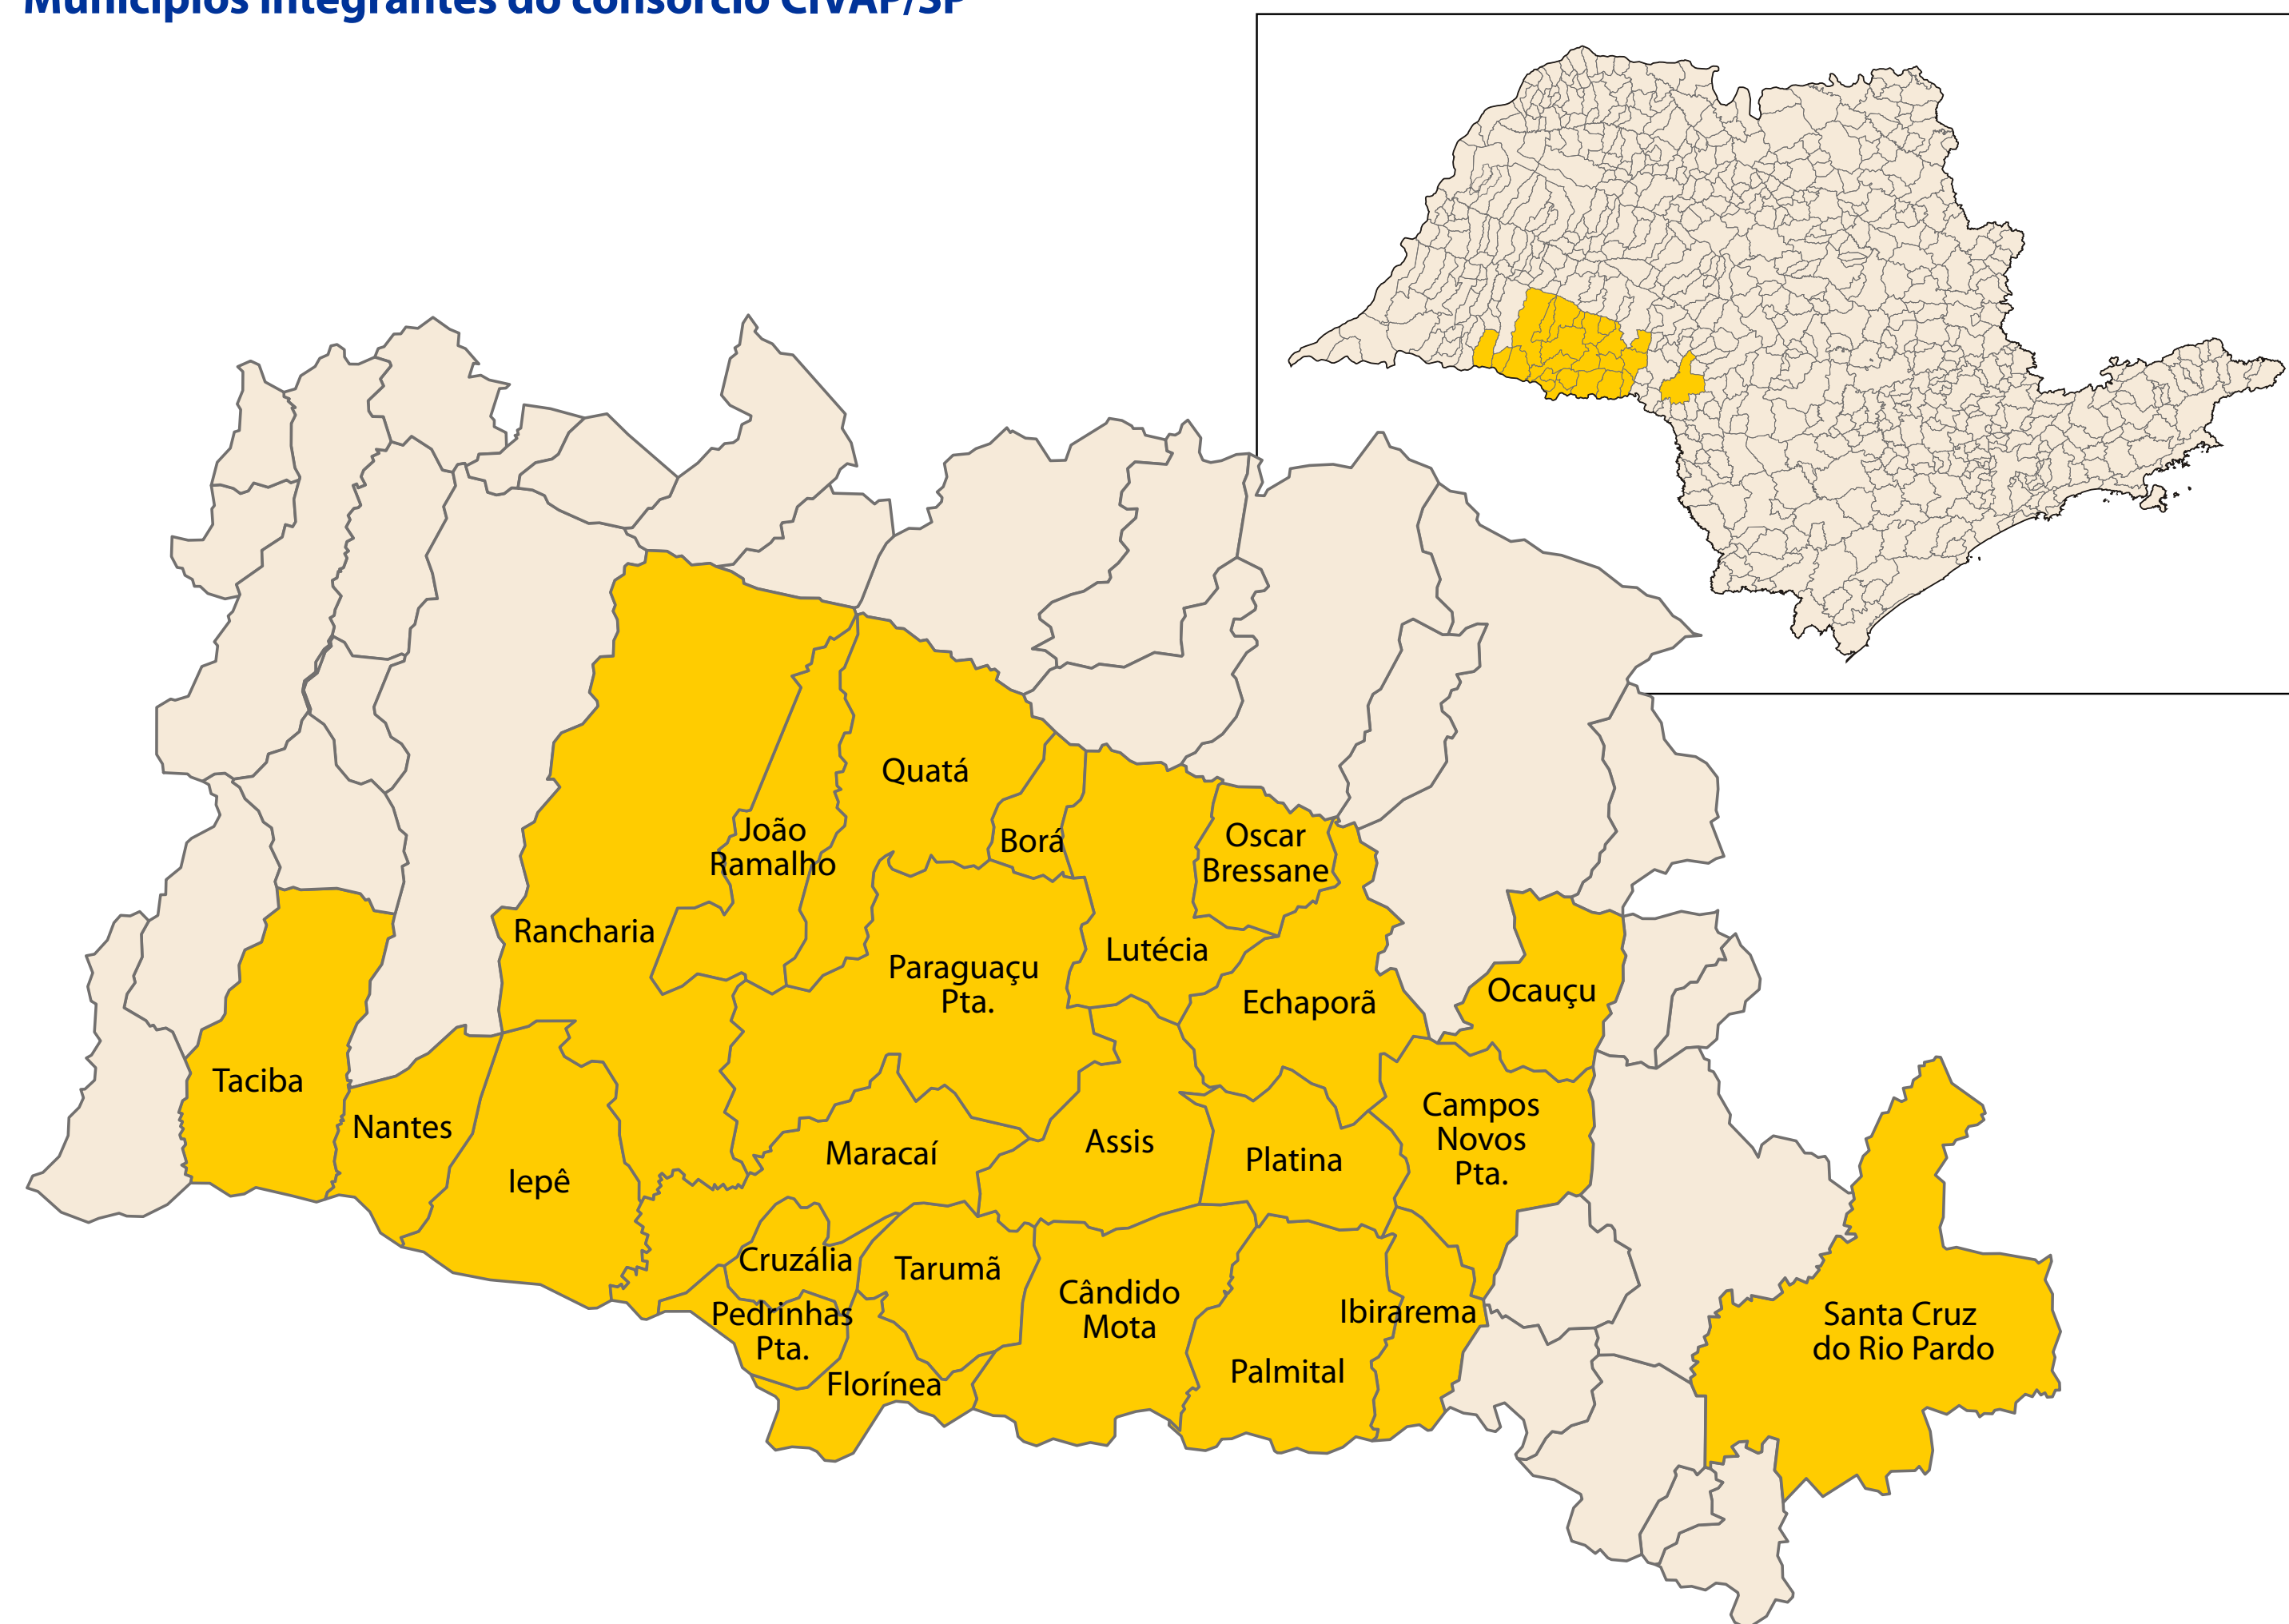 Municípios integrantes do consórcio CIVAP/SP
Quatá
João
Ramalho
Borá
Oscar
Bressane
Rancharia
Lutécia
Paraguaçu
Pta.
Echaporã
Ocauçu
Taciba
Nantes
Campos
Novos
Pta.
Maracaí
Assis
Platina
Iepê
Cruzália
Tarumã
Cândido
Mota
Ibirarema
Pedrinhas
Pta.
Santa Cruz
do Rio Pardo
Palmital
Florínea